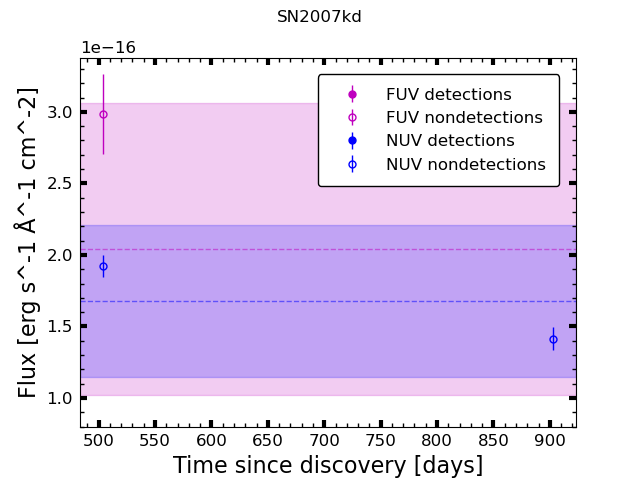 SN2007kd
1e−16
FUV detections
FUV nondetections
NUV detections
NUV nondetections
3.0
2.5
2.0
1.5
1.0
Flux [erg s^-1 Å^-1 cm^-2]
500 550 600 650 700 750 800 850 900
Time since discovery [days]